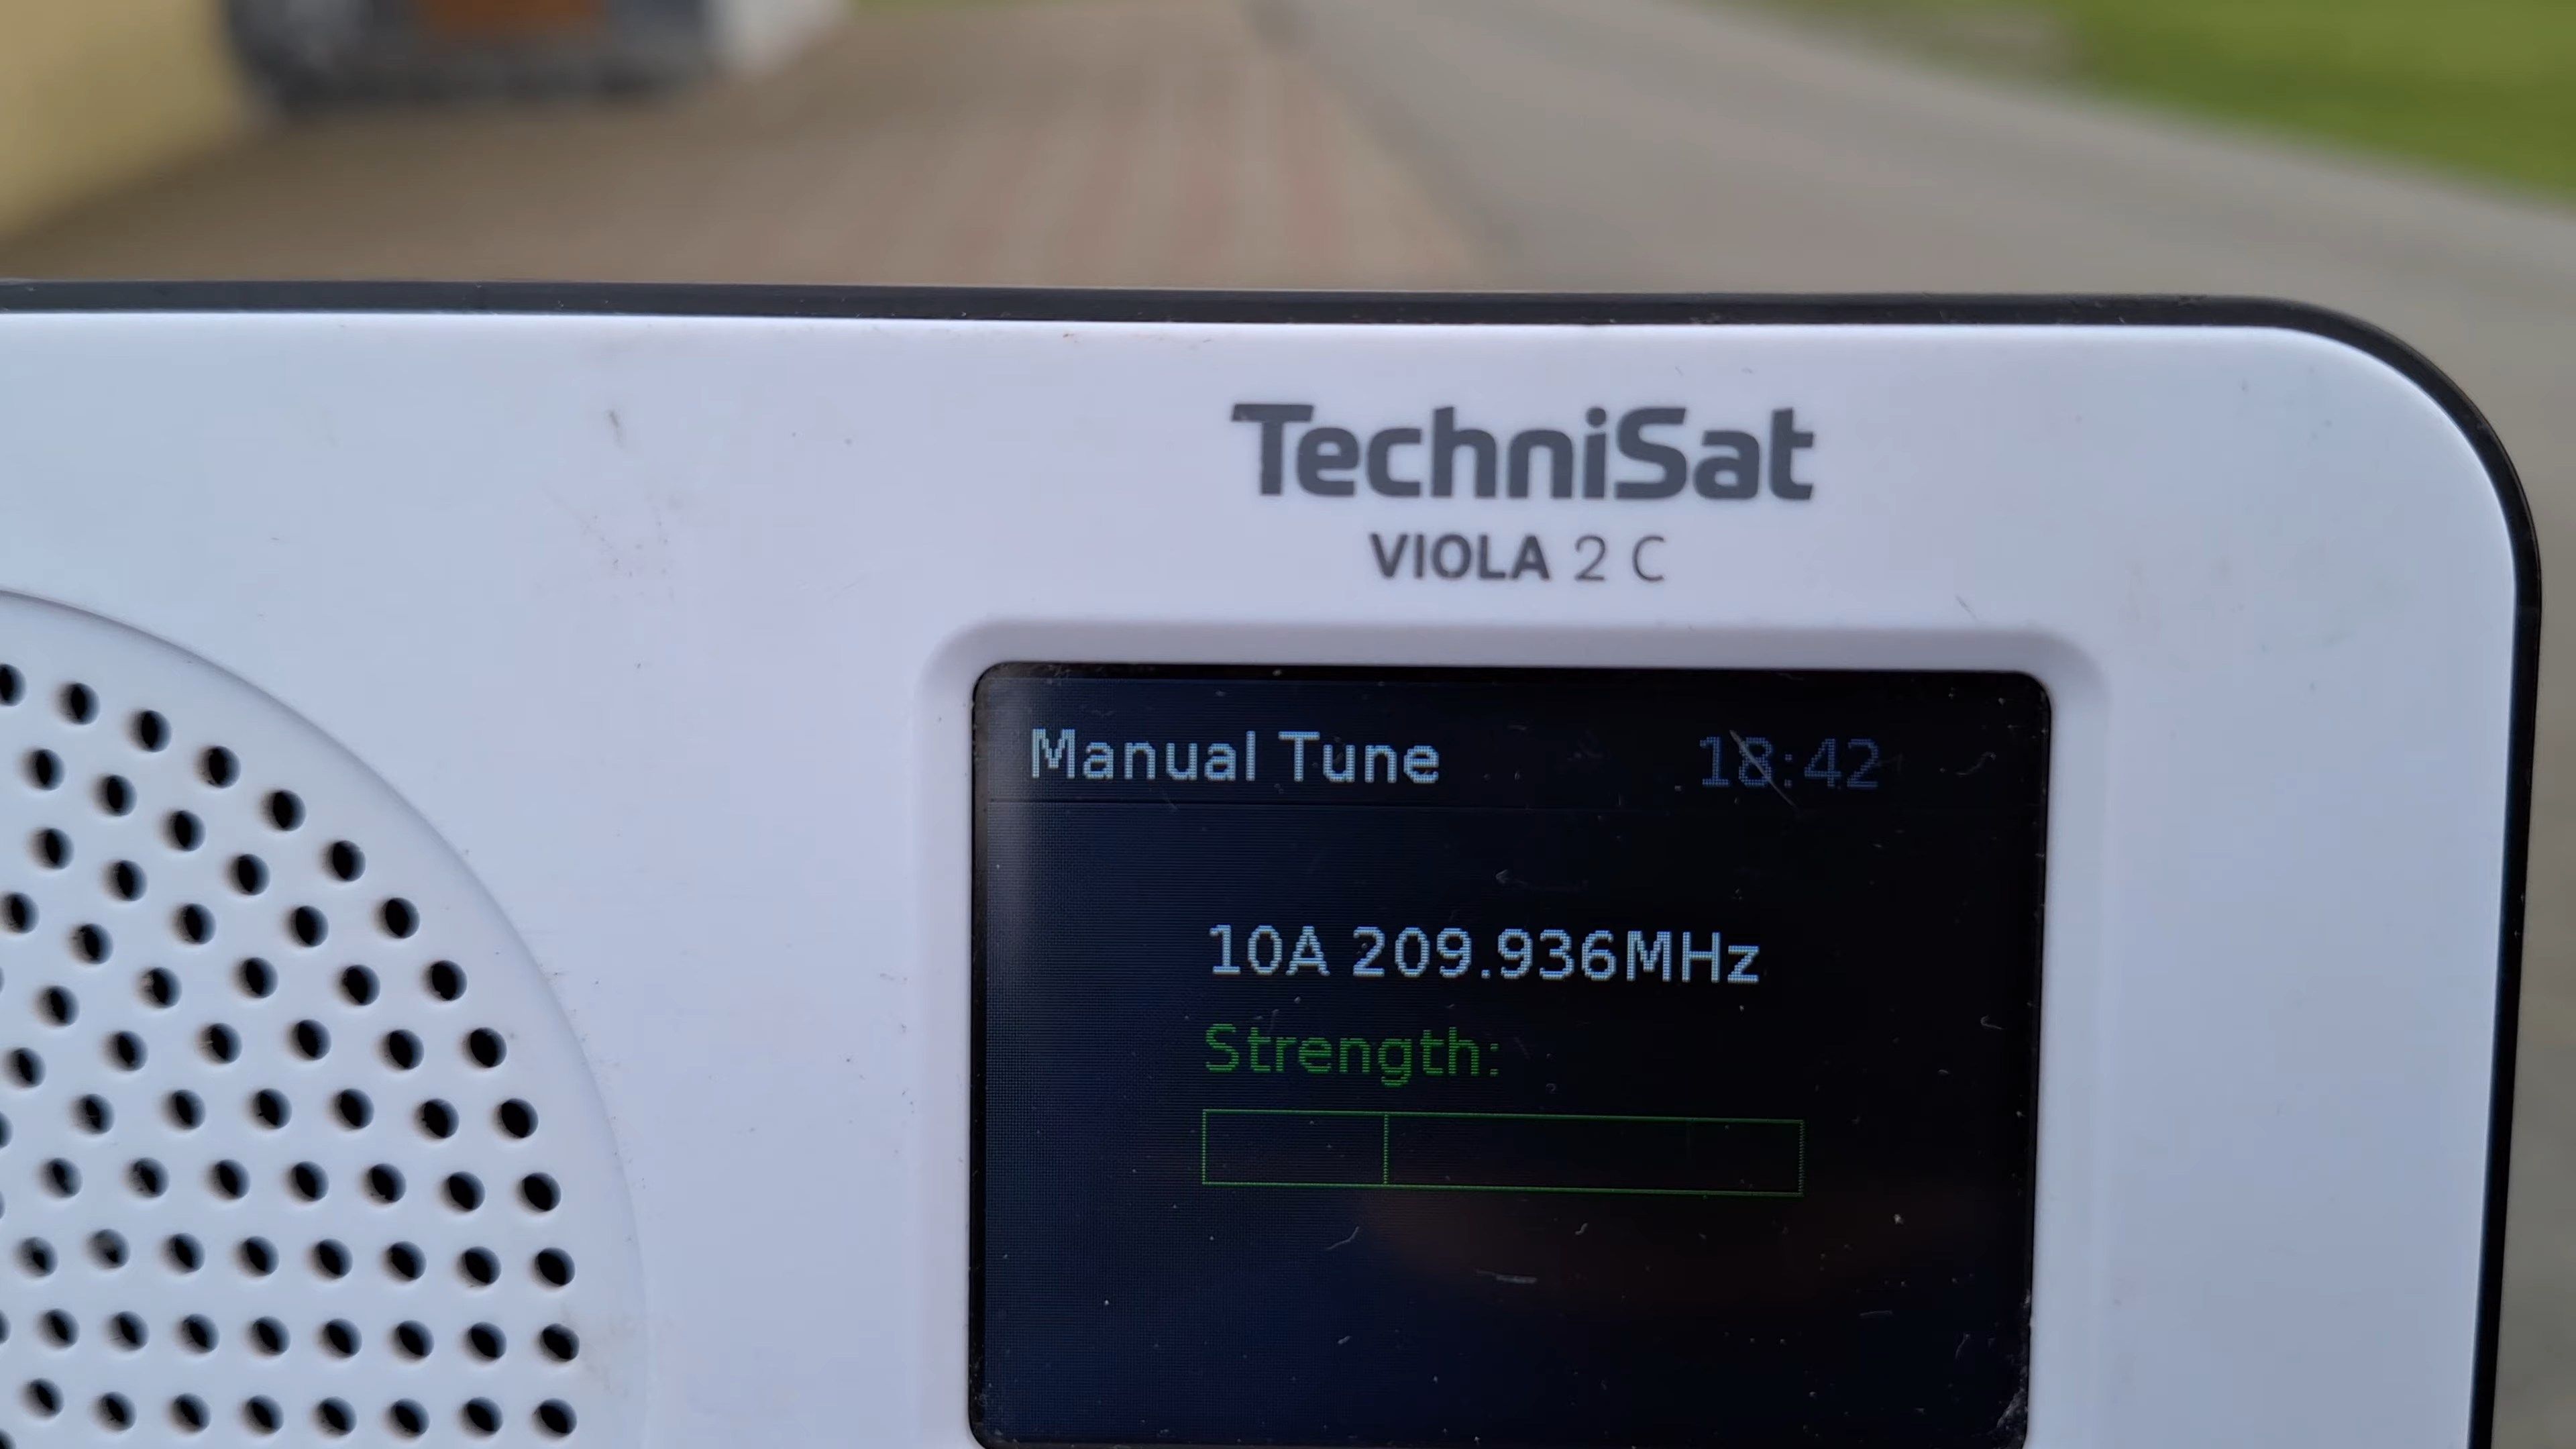 TechniSat
VIOLA 2 C
Manual Tune 18:42
10A 209.936MHz
Strength: